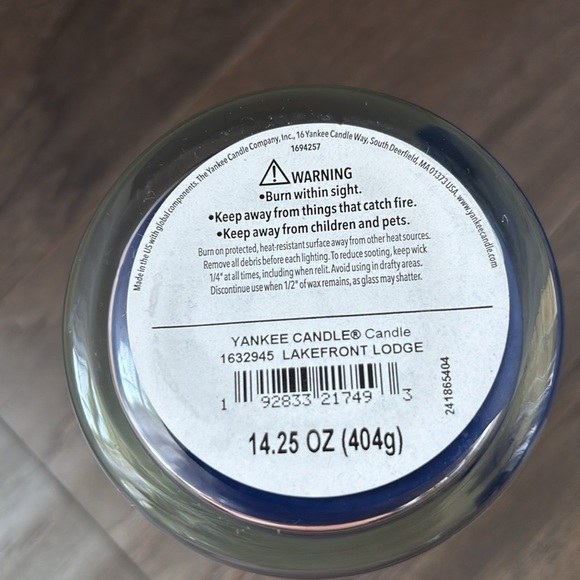 Made in the US with global components. The Yankee Candle Company, Inc., 16 Yankee Candle Way, South Deerfield, MA 01373 USA. www.yankeecandle.com
1694257
WARNING
•Burn within sight.
•Keep away from things that catch fire.
•Keep away from children and pets.
Burn on protected, heat-resistant surface away from other heat sources.
Remove all debris before each lighting. To reduce sooting, keep wick
1/4" at all times, including when relit. Avoid using in drafty areas.
Discontinue use when 1/2" of wax remains, as glass may shatter.
YANKEE CANDLE® Candle
1632945 LAKEFRONT LODGE
1 92833 21749 3
241865404
14.25 OZ (404g)